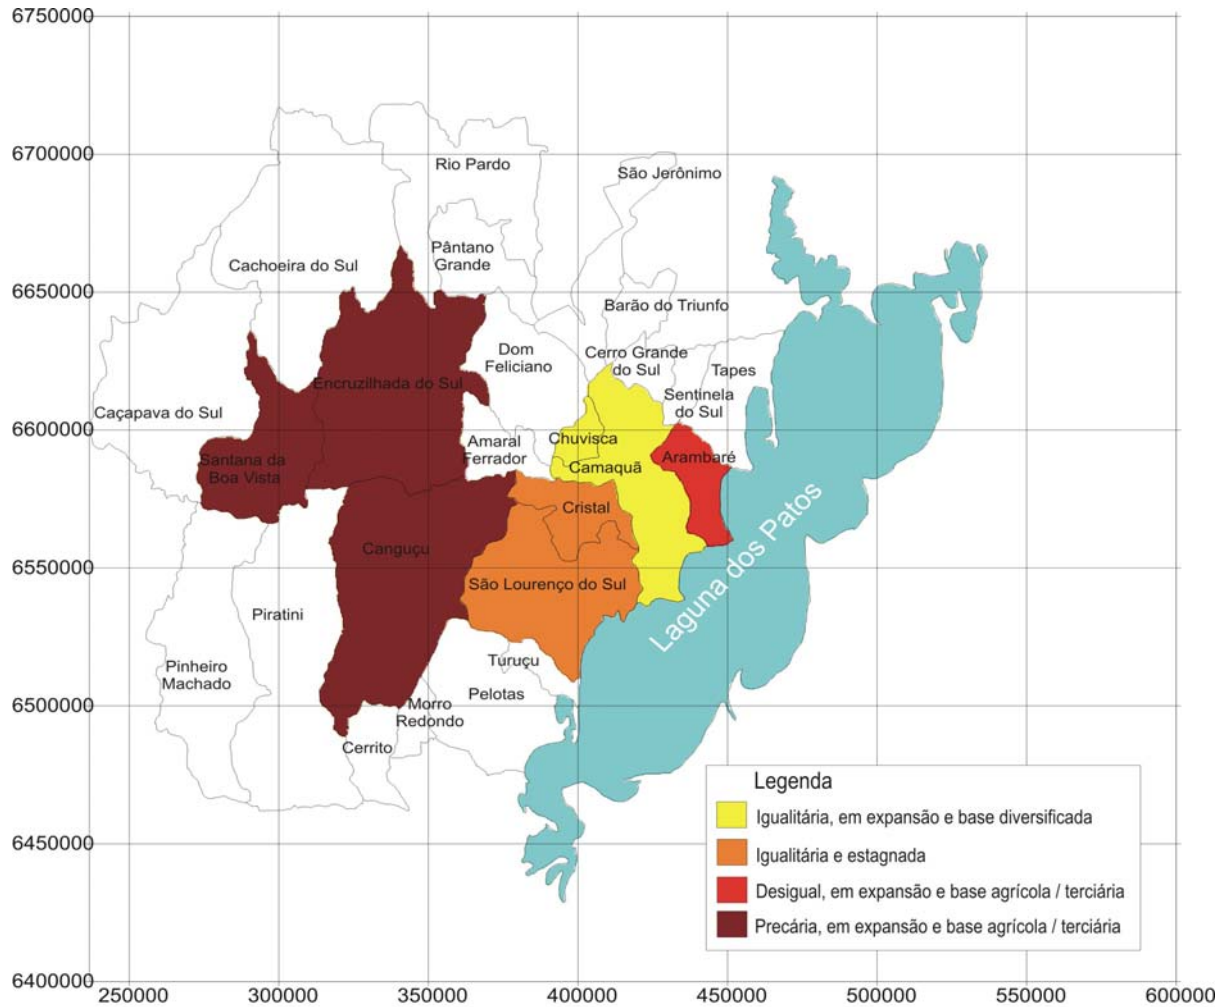 6750000
6700000
6650000
6600000
6550000
6500000
6450000
6400000
Rio Pardo
São Jerônimo
Pântano
Grande
Cachoeira do Sul
Barão do Triunfo
Dom
Feliciano
Cerro Grande
do Sul
Tapes
Encruzilhada do Sul
Sentinela
do Sul
Caçapava do Sul
Amaral
Ferrador
Chuvisca
Arambaré
Santana da
Boa Vista
Camaquã
Cristal
Canguçu
São Lourenço do Sul
Laguna dos Patos
Piratini
Turuçu
Pinheiro
Machado
Pelotas
Morro
Redondo
Cerrito
Legenda
Igualitária, em expansão e base diversificada
Igualitária e estagnada
Desigual, em expansão e base agrícola / terciária
Precária, em expansão e base agrícola / terciária
250000 300000 350000 400000 450000 500000 550000 600000